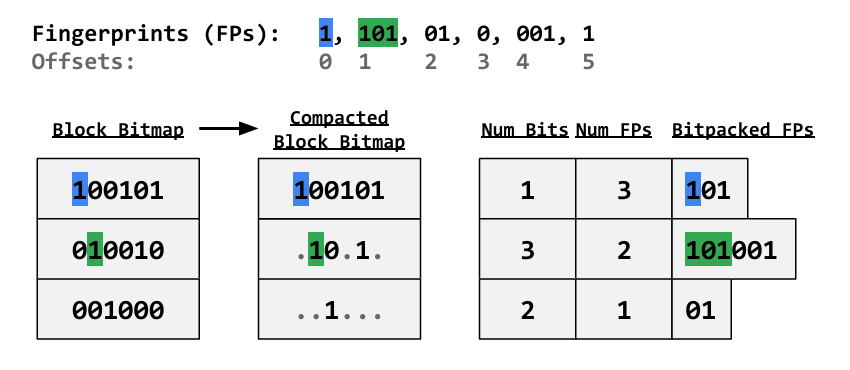 Fingerprints (FPs): 1, 101, 01, 0, 001, 1
Offsets: 0 1 2 3 4 5
Block Bitmap
Compacted
Block Bitmap
Num Bits Num FPs Bitpacked FPs
100101 100101 1 3 101
010010 .10.1. 3 2 101001
001000 ..1... 2 1 01